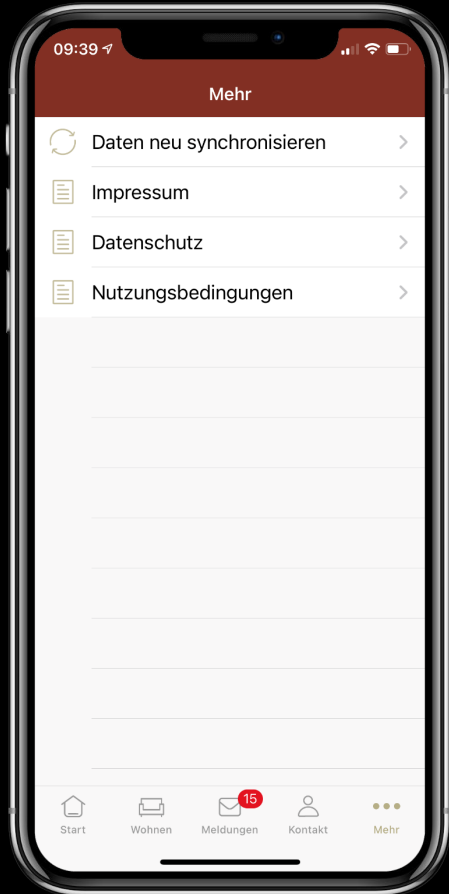 09:39
Mehr
Daten neu synchronisieren
Impressum
Datenschutz
Nutzungsbedingungen
15
Start Wohnen Meldungen Kontakt Mehr